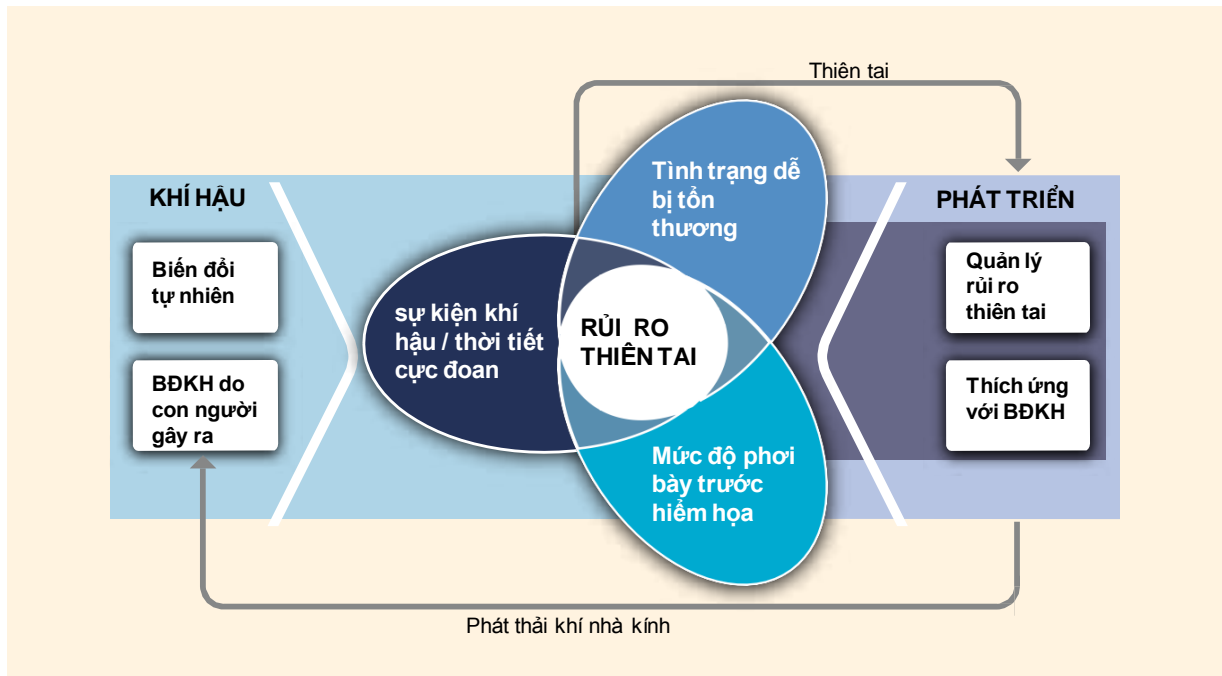 Thiên tai
KHÍ HẬU
Biến đổi
tự nhiên
BĐKH do
con người
gây ra
sự kiện khí
hậu / thời tiết
cực đoan
Tình trạng dễ
bị tổn
thương
RỦI RO
THIÊN TAI
Mức độ phơi
bày trước
hiểm họa
PHÁT TRIỂN
Quản lý
rủi ro
thiên tai
Thích ứng
với BĐKH
Phát thải khí nhà kính